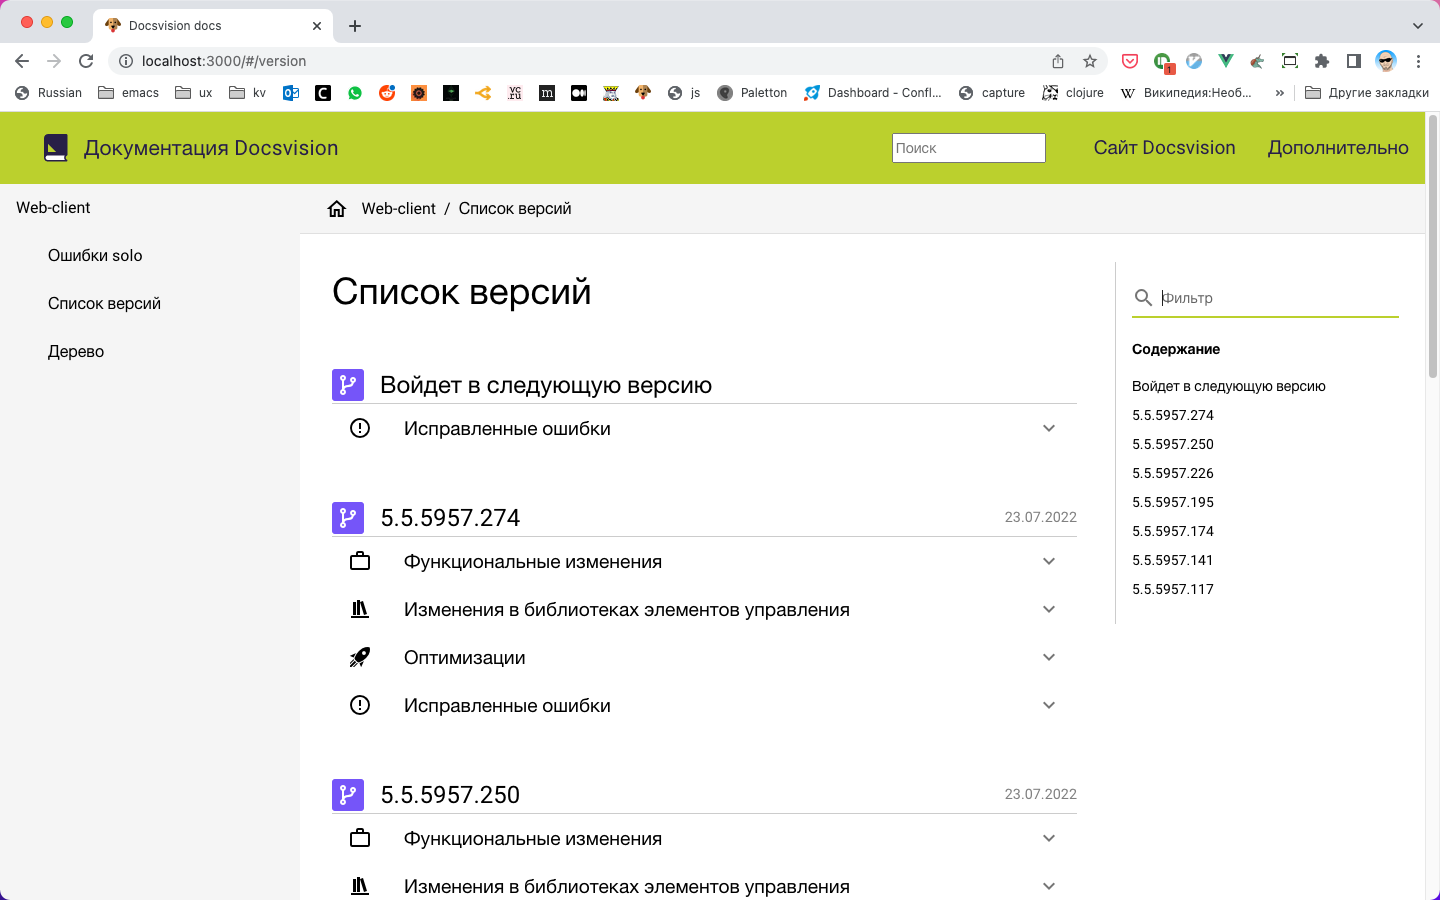 Docsvision docs
localhost:3000/#/version
1
Russian emacs ux kv vc.ru m js Paletton Dashboard - Confl... capture clojure W Википедия:Необ... » Другие закладки
Документация Docsvision
Поиск
Сайт Docsvision
Дополнительно
Web-client
Ошибки solo
Список версий
Дерево
Web-client / Список версий
Список версий
Войдет в следующую версию
Исправленные ошибки
5.5.5957.274 23.07.2022
Функциональные изменения
Изменения в библиотеках элементов управления
Оптимизации
Исправленные ошибки
5.5.5957.250 23.07.2022
Функциональные изменения
Изменения в библиотеках элементов управления
Фильтр
Содержание
Войдет в следующую версию
5.5.5957.274
5.5.5957.250
5.5.5957.226
5.5.5957.195
5.5.5957.174
5.5.5957.141
5.5.5957.117